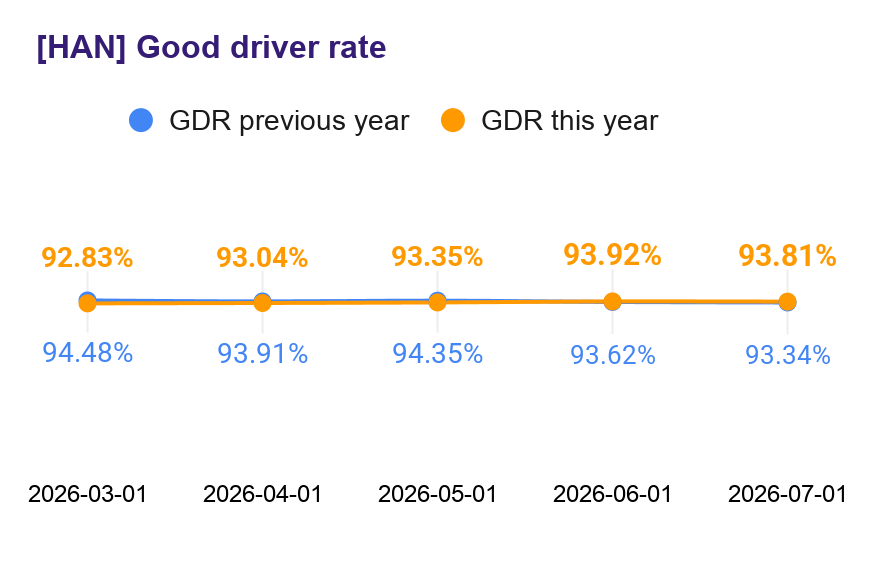 [HAN] Good driver rate
GDR previous year GDR this year
92.83% 93.04% 93.35% 93.92% 93.81%
94.48% 93.91% 94.35% 93.62% 93.34%
2026-03-01 2026-04-01 2026-05-01 2026-06-01 2026-07-01